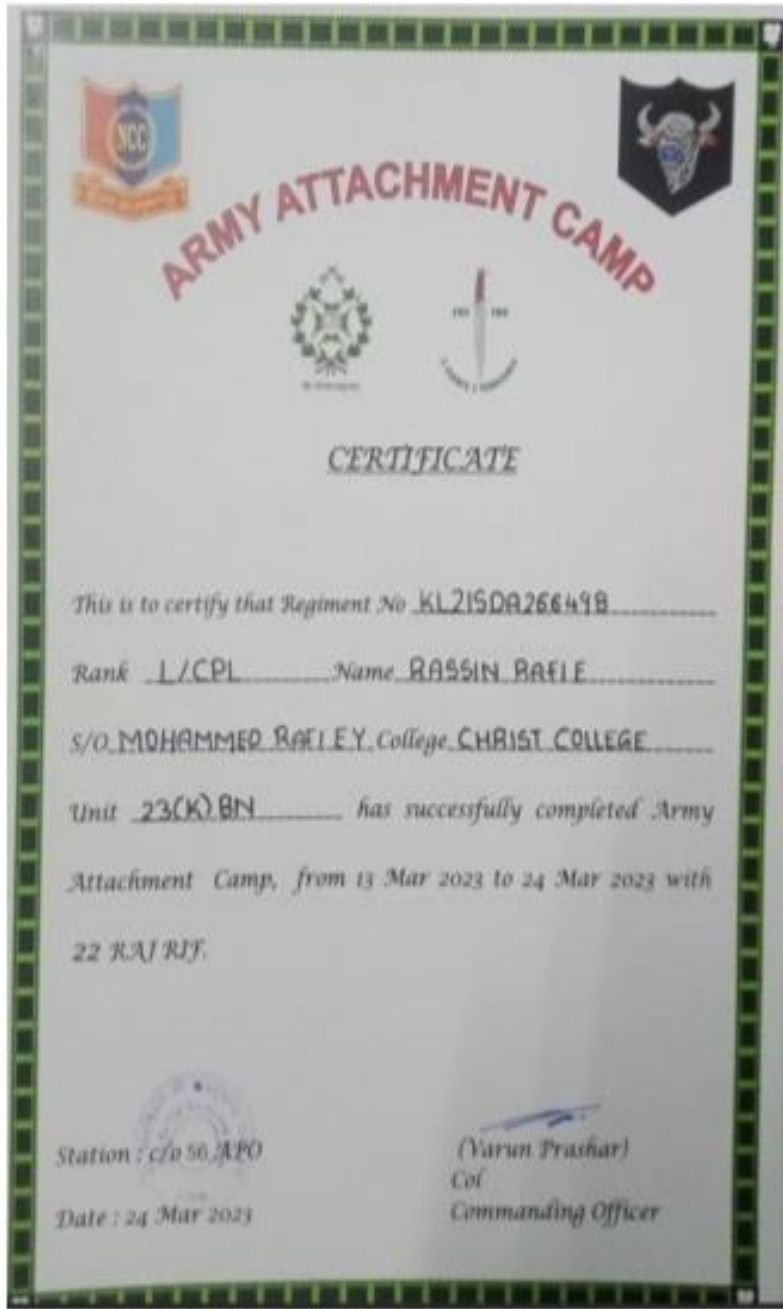 NCC
ARMY ATTACHMENT CAMP
CERTIFICATE
This is to certify that Regiment No KL21SDA266498
Rank L/CPL Name RASSIN RAFIE
S/O MOHAMMED RAFIEY College CHRIST COLLEGE
Unit 23(K) BN has successfully completed Army
Attachment Camp, from 13 Mar 2023 to 24 Mar 2023 with
22 RAJ RIF.
Station : c/o 56 APO
(Varun Prashar)
Col
Date : 24 Mar 2023
Commanding Officer